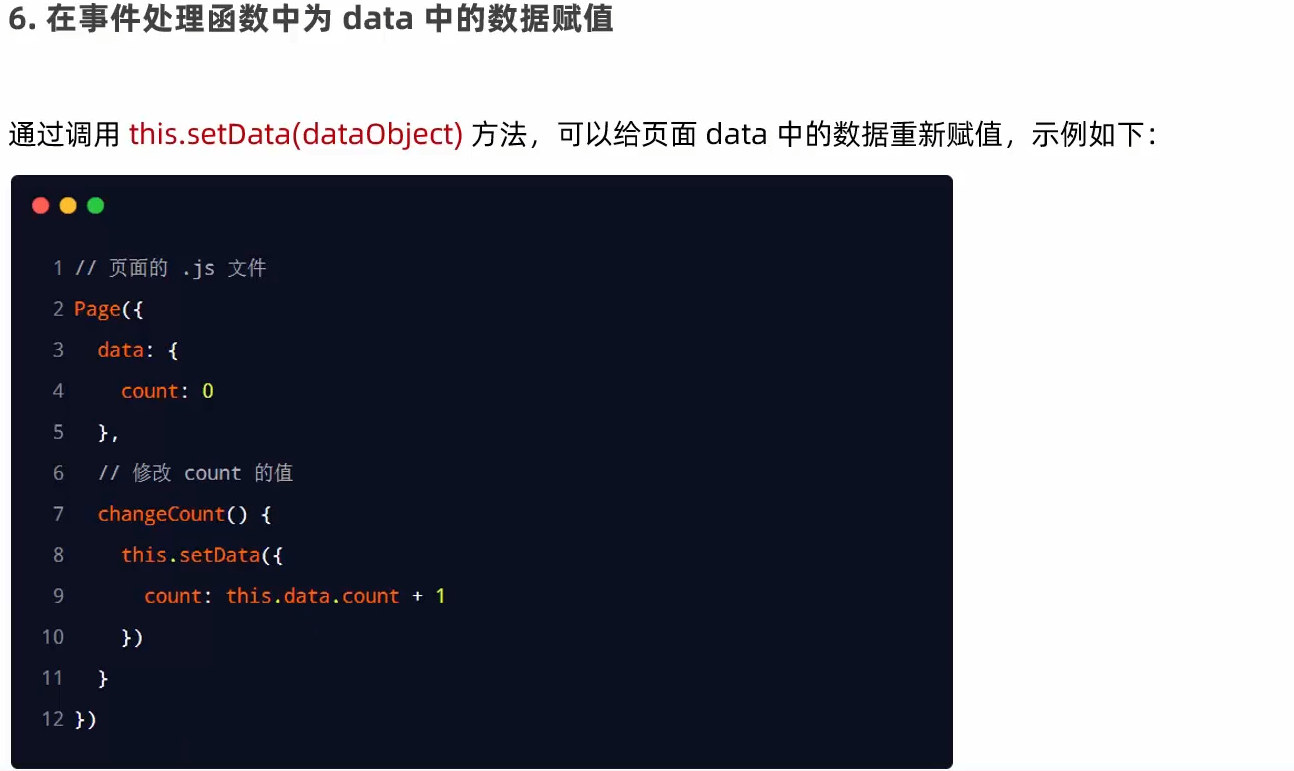 6. 在事件处理函数中为 data 中的数据赋值
通过调用 this.setData(dataObject) 方法，可以给页面 data 中的数据重新赋值，示例如下：
1 // 页面的 .js 文件
2 Page({
3   data: {
4     count: 0
5   },
6   // 修改 count 的值
7   changeCount() {
8     this.setData({
9       count: this.data.count + 1
10     })
11   }
12 })